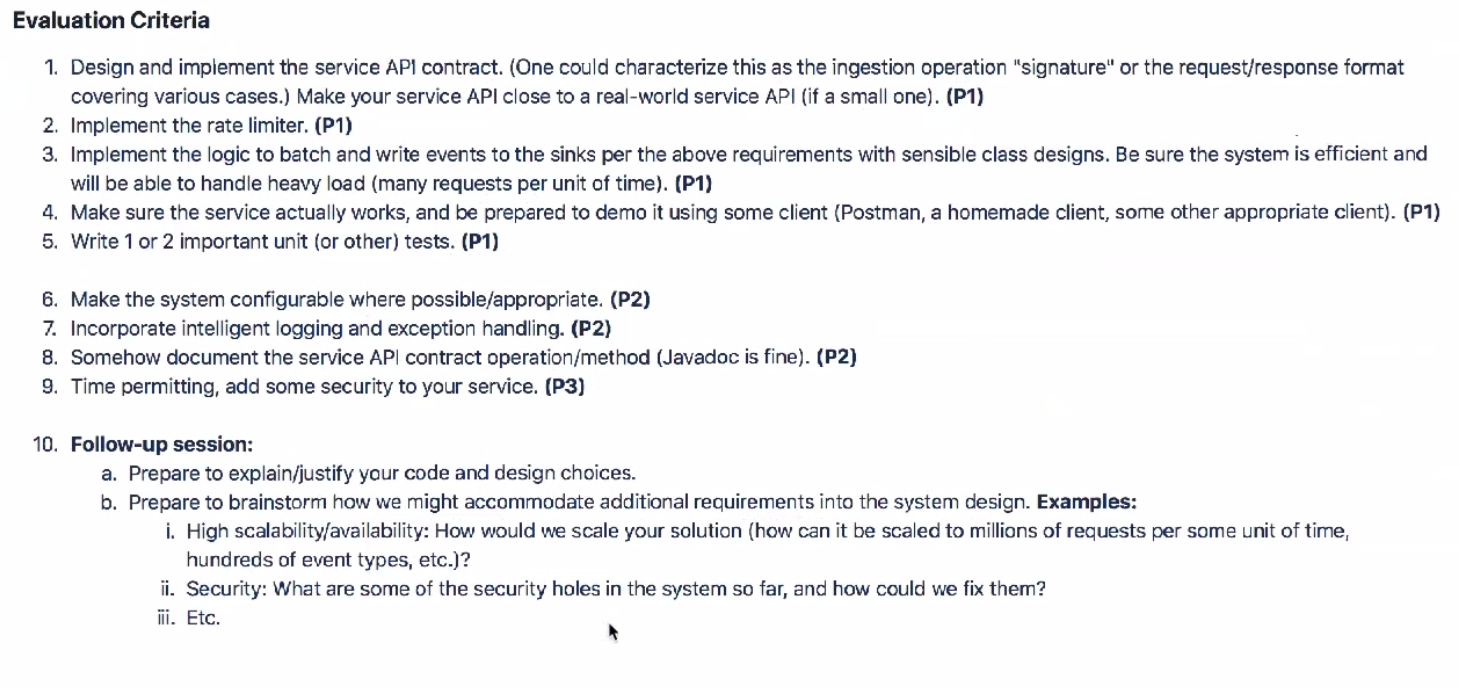 Evaluation Criteria
1. Design and implement the service API contract. (One could characterize this as the ingestion operation "signature" or the request/response format
covering various cases.) Make your service API close to a real-world service API (if a small one). (P1)
2. Implement the rate limiter. (P1)
3. Implement the logic to batch and write events to the sinks per the above requirements with sensible class designs. Be sure the system is efficient and
will be able to handle heavy load (many requests per unit of time). (P1)
4. Make sure the service actually works, and be prepared to demo it using some client (Postman, a homemade client, some other appropriate client). (P1)
5. Write 1 or 2 important unit (or other) tests. (P1)
6. Make the system configurable where possible/appropriate. (P2)
7. Incorporate intelligent logging and exception handling. (P2)
8. Somehow document the service API contract operation/method (Javadoc is fine). (P2)
9. Time permitting, add some security to your service. (P3)
10. Follow-up session:
a. Prepare to explain/justify your code and design choices.
b. Prepare to brainstorm how we might accommodate additional requirements into the system design. Examples:
i. High scalability/availability: How would we scale your solution (how can it be scaled to millions of requests per some unit of time,
hundreds of event types, etc.)?
ii. Security: What are some of the security holes in the system so far, and how could we fix them?
iii. Etc.